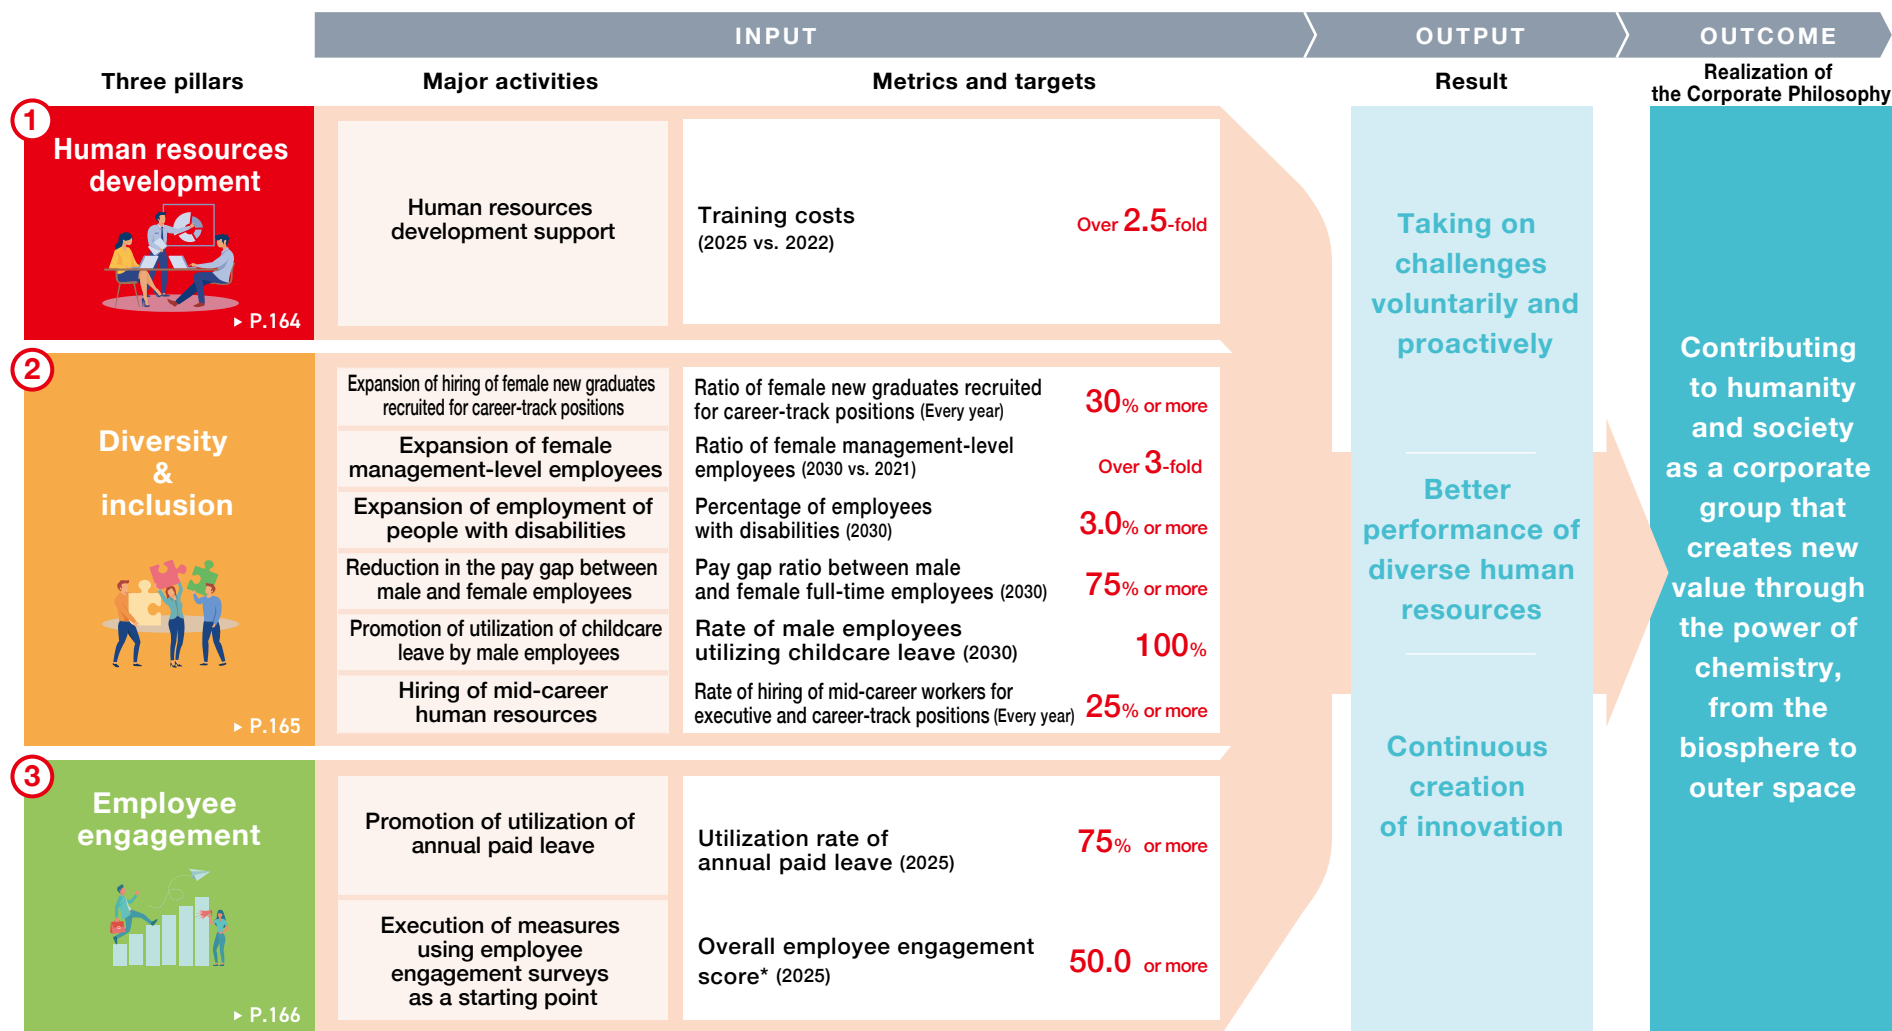 INPUT
OUTPUT
OUTCOME
Three pillars
Major activities
Metrics and targets
Result
Realization of
the Corporate Philosophy
1
Human resources
development
P.164
Human resources
development support
Training costs
(2025 vs. 2022)
Over 2.5-fold
2
Diversity
&
inclusion
P.165
Expansion of hiring of female new graduates
recruited for career-track positions
Ratio of female new graduates recruited
for career-track positions (Every year)
30% or more
Expansion of female
management-level employees
Ratio of female management-level
employees (2030 vs. 2021)
Over 3-fold
Expansion of employment of
people with disabilities
Percentage of employees
with disabilities (2030)
3.0% or more
Reduction in the pay gap between
male and female employees
Pay gap ratio between male
and female full-time employees (2030)
75% or more
Promotion of utilization of childcare
leave by male employees
Rate of male employees
utilizing childcare leave (2030)
100%
Hiring of mid-career
human resources
Rate of hiring of mid-career workers for
executive and career-track positions (Every year)
25% or more
3
Employee
engagement
P.166
Promotion of utilization of
annual paid leave
Utilization rate of
annual paid leave (2025)
75% or more
Execution of measures
using employee
engagement surveys
as a starting point
Overall employee engagement
score* (2025)
50.0 or more
Taking on
challenges
voluntarily and
proactively
Better
performance of
diverse human
resources
Continuous
creation
of innovation
Contributing
to humanity
and society
as a corporate
group that
creates new
value through
the power of
chemistry,
from the
biosphere to
outer space